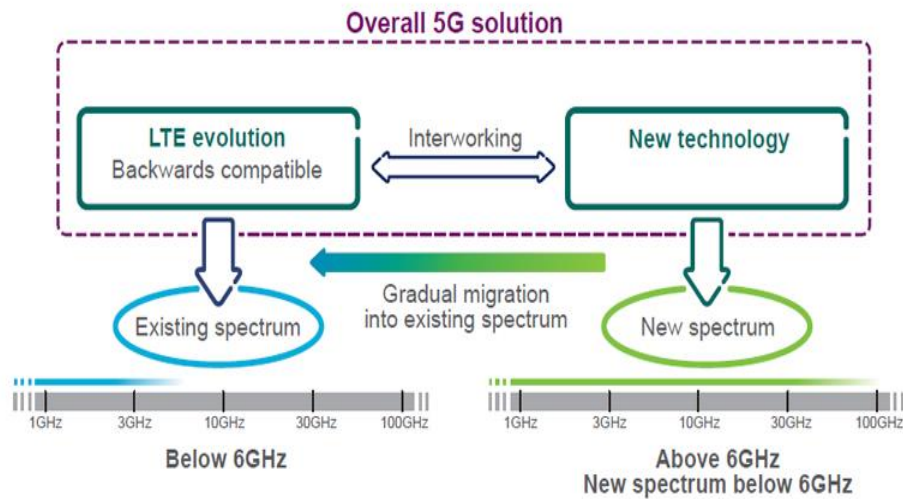 Overall 5G solution
LTE evolution
Backwards compatible
Interworking
New technology
Gradual migration
into existing spectrum
Existing spectrum
New spectrum
1GHz 3GHz 10GHz 30GHz 100GHz
1GHz 3GHz 10GHz 30GHz 100GHz
Below 6GHz
Above 6GHz
New spectrum below 6GHz